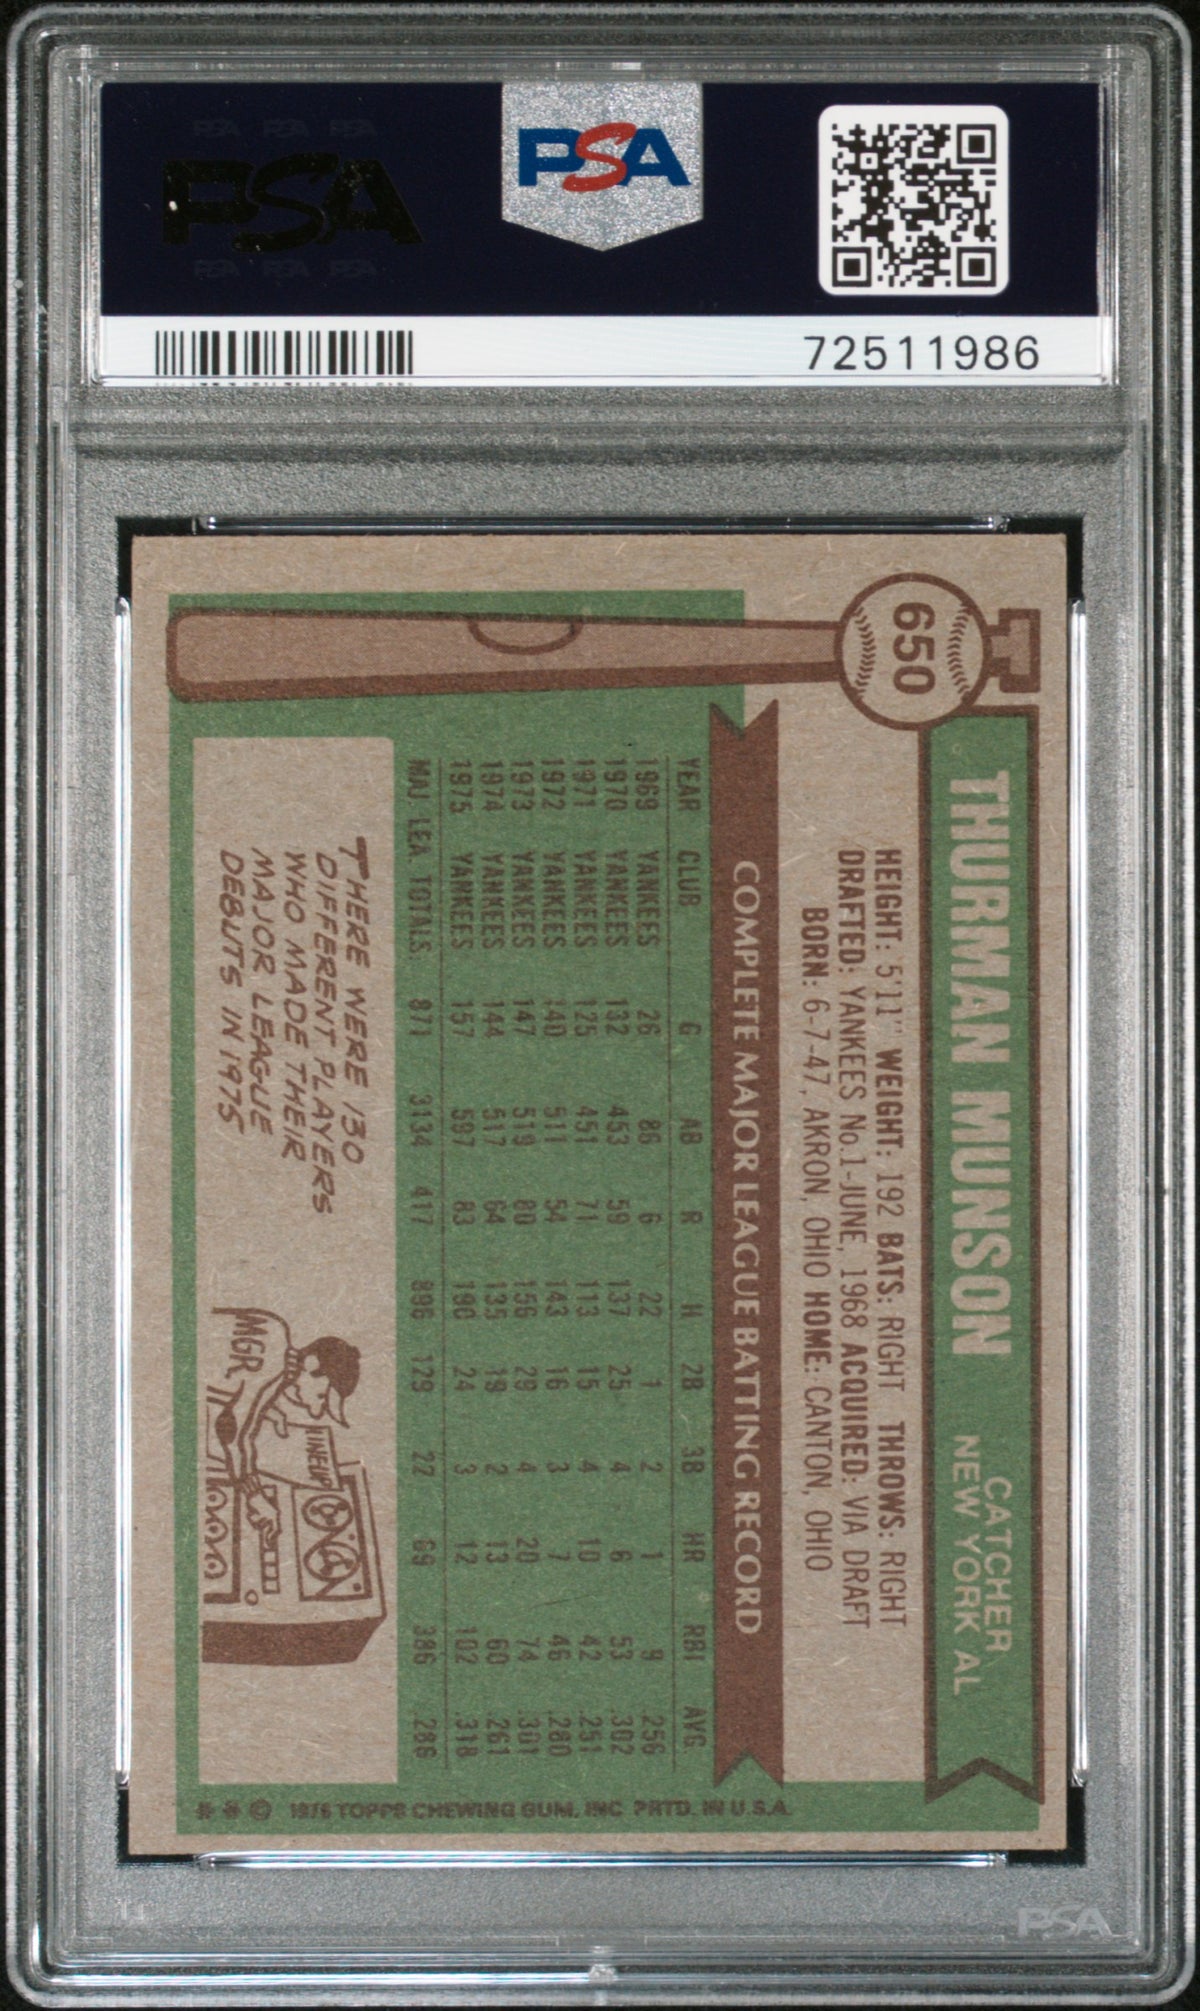 PSA PSA PSA
PSA
PSA PSA PSA
PSA
72511986
650
THURMAN MUNSON
CATCHER
NEW YORK AL
HEIGHT: 5'11" WEIGHT: 192 BATS: RIGHT THROWS: RIGHT
DRAFTED: YANKEES No.1-JUNE, 1968 ACQUIRED: VIA DRAFT
BORN: 6-7-47, AKRON, OHIO HOME: CANTON, OHIO
COMPLETE MAJOR LEAGUE BATTING RECORD
YEAR CLUB G AB R H 2B 3B HR RBI AVG.
1969 YANKEES 26 86 6 22 1 2 1 9 .256
1970 YANKEES 132 453 59 137 25 4 6 53 .302
1971 YANKEES 125 451 71 113 15 4 10 42 .251
1972 YANKEES 140 511 54 143 16 3 7 46 .280
1973 YANKEES 147 519 80 156 29 4 20 74 .301
1974 YANKEES 144 517 64 135 19 2 13 60 .261
1975 YANKEES 157 597 83 190 24 3 12 102 .318
MAJ. LEA. TOTALS 871 3134 417 896 129 22 69 386 .286
THERE WERE 130
DIFFERENT PLAYERS
WHO MADE THEIR
MAJOR LEAGUE
DEBUTS IN 1975
MGR
LINEUP
* * © 1976 TOPPS CHEWING GUM, INC. PRTD. IN U.S.A.
PSA